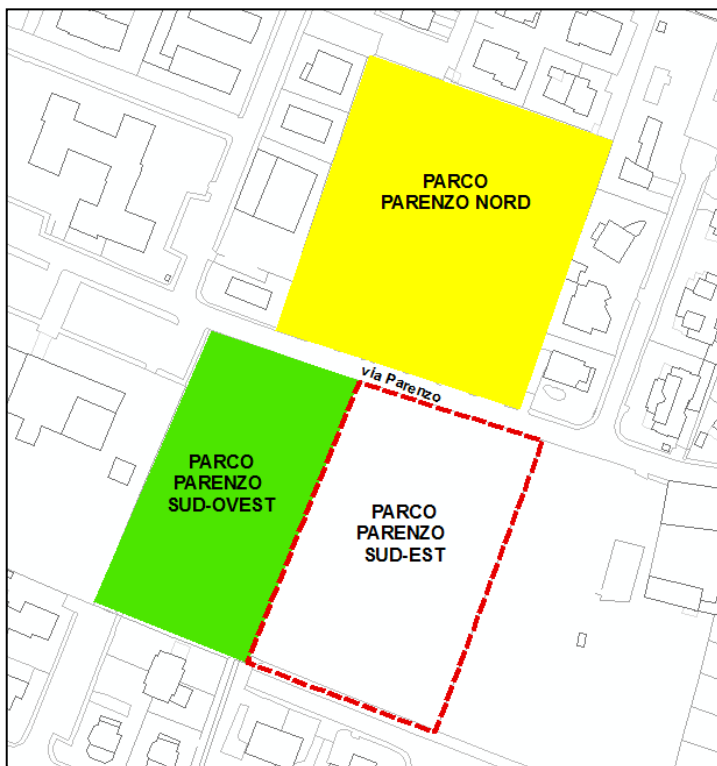 PARCO
PARENZO NORD
via Parenzo
PARCO
PARENZO
SUD-OVEST
PARCO
PARENZO
SUD-EST